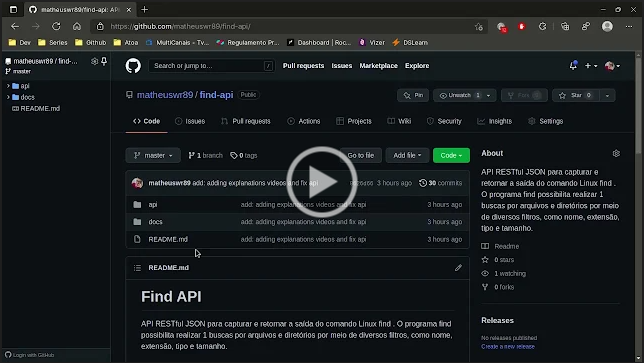 matheuswr89/find-api/: API
https://github.com/matheuswr89/find-api/
Dev Series Github Atoa MultiCanais - Tv... Regulamento Pro... Dashboard | Roc... Vizer DSLearn
matheuswr89 / find-...
master
api
docs
README.md
Search or jump to... / Pull requests Issues Marketplace Explore
matheuswr89 / find-api Public
Pin Unwatch 1 Fork 0 Star 0
Code Issues Pull requests Actions Projects Wiki Security Insights Settings
master 1 branch 0 tags Go to file Add file Code
matheuswr89 add: adding explanations videos and fix api 3 hours ago 30 commits
api add: adding explanations videos and fix api 3 hours ago
docs add: adding explanations videos and fix api 3 hours ago
README.md add: adding explanations videos and fix api 3 hours ago
README.md
Find API
API RESTful JSON para capturar e retornar a saída do comando Linux find . O programa find
possibilita realizar 1 buscas por arquivos e diretórios por meio de diversos filtros, como nome,
extensão, tipo e tamanho.
About
API RESTful JSON para capturar e
retornar a saída do comando Linux find .
O programa find possibilita realizar 1
buscas por arquivos e diretórios por meio
de diversos filtros, como nome, extensão,
tipo e tamanho.
Readme
0 stars
1 watching
0 forks
Releases
No releases published
Create a new release
Login with GitHub